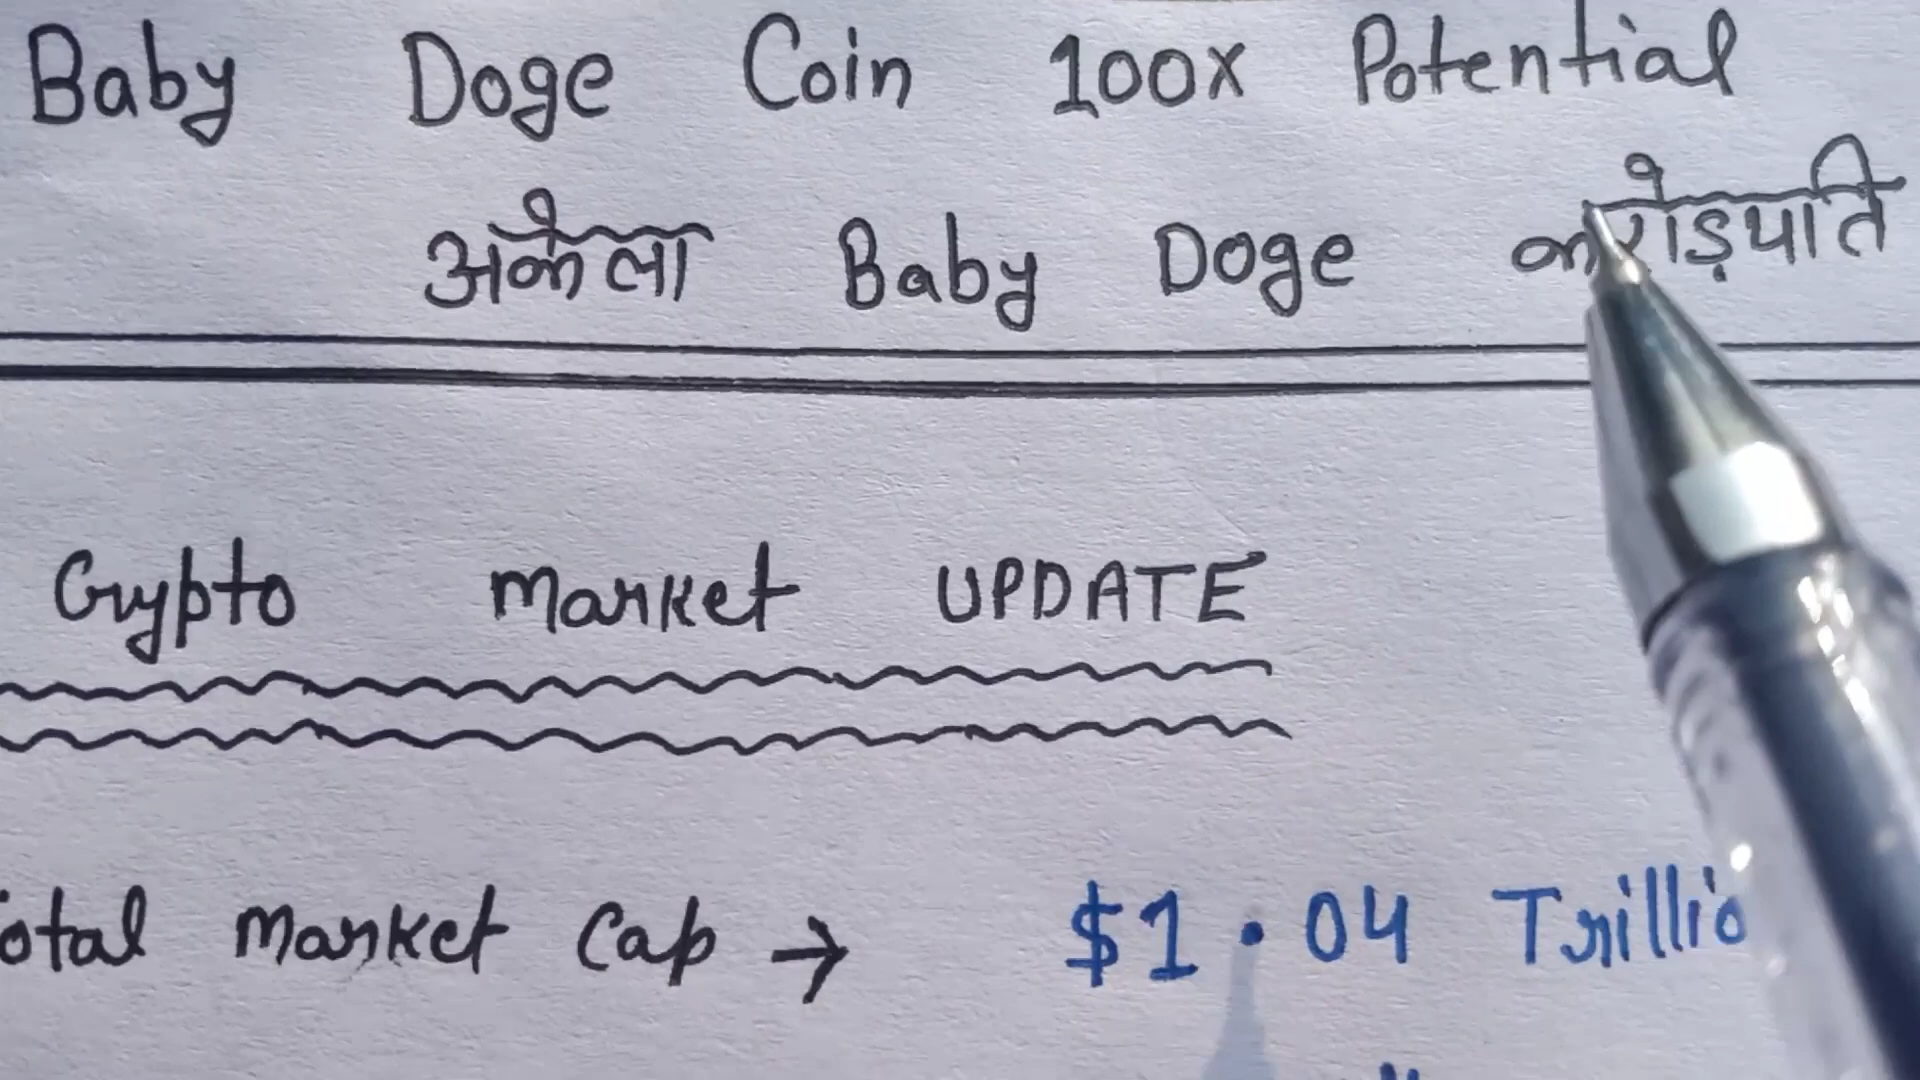 Baby Doge Coin 100x Potential
अकेला Baby Doge करोड़पति
Crypto Market UPDATE
otal Market Cap → $1.04 Trillio